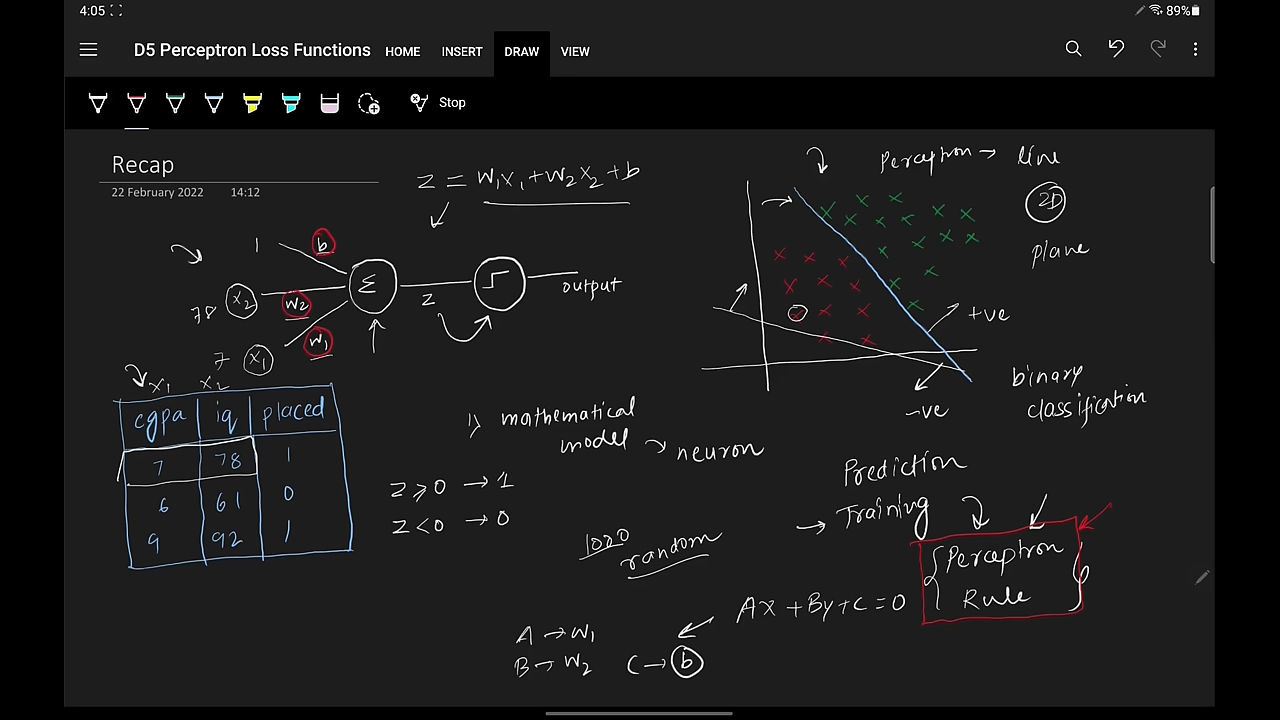 4:05
89%
D5 Perceptron Loss Functions HOME INSERT DRAW VIEW
Stop
Recap
22 February 2022 14:12
Z = W1X1 + W2X2 + b
Perceptron → line
2D
plane
1 b
X2 W2
78
7 X1 W1
Σ
Z
output
+ve
-ve
binary
classification
X1 X2
cgpa iq placed
7 78 1
6 61 0
9 92 1
1) mathematical
model → neuron
Z ≥ 0 → 1
Z < 0 → 0
Prediction
→ Training
Perceptron
Rule
1000
random
AX + By + C = 0
A → W1
B → W2 C → b